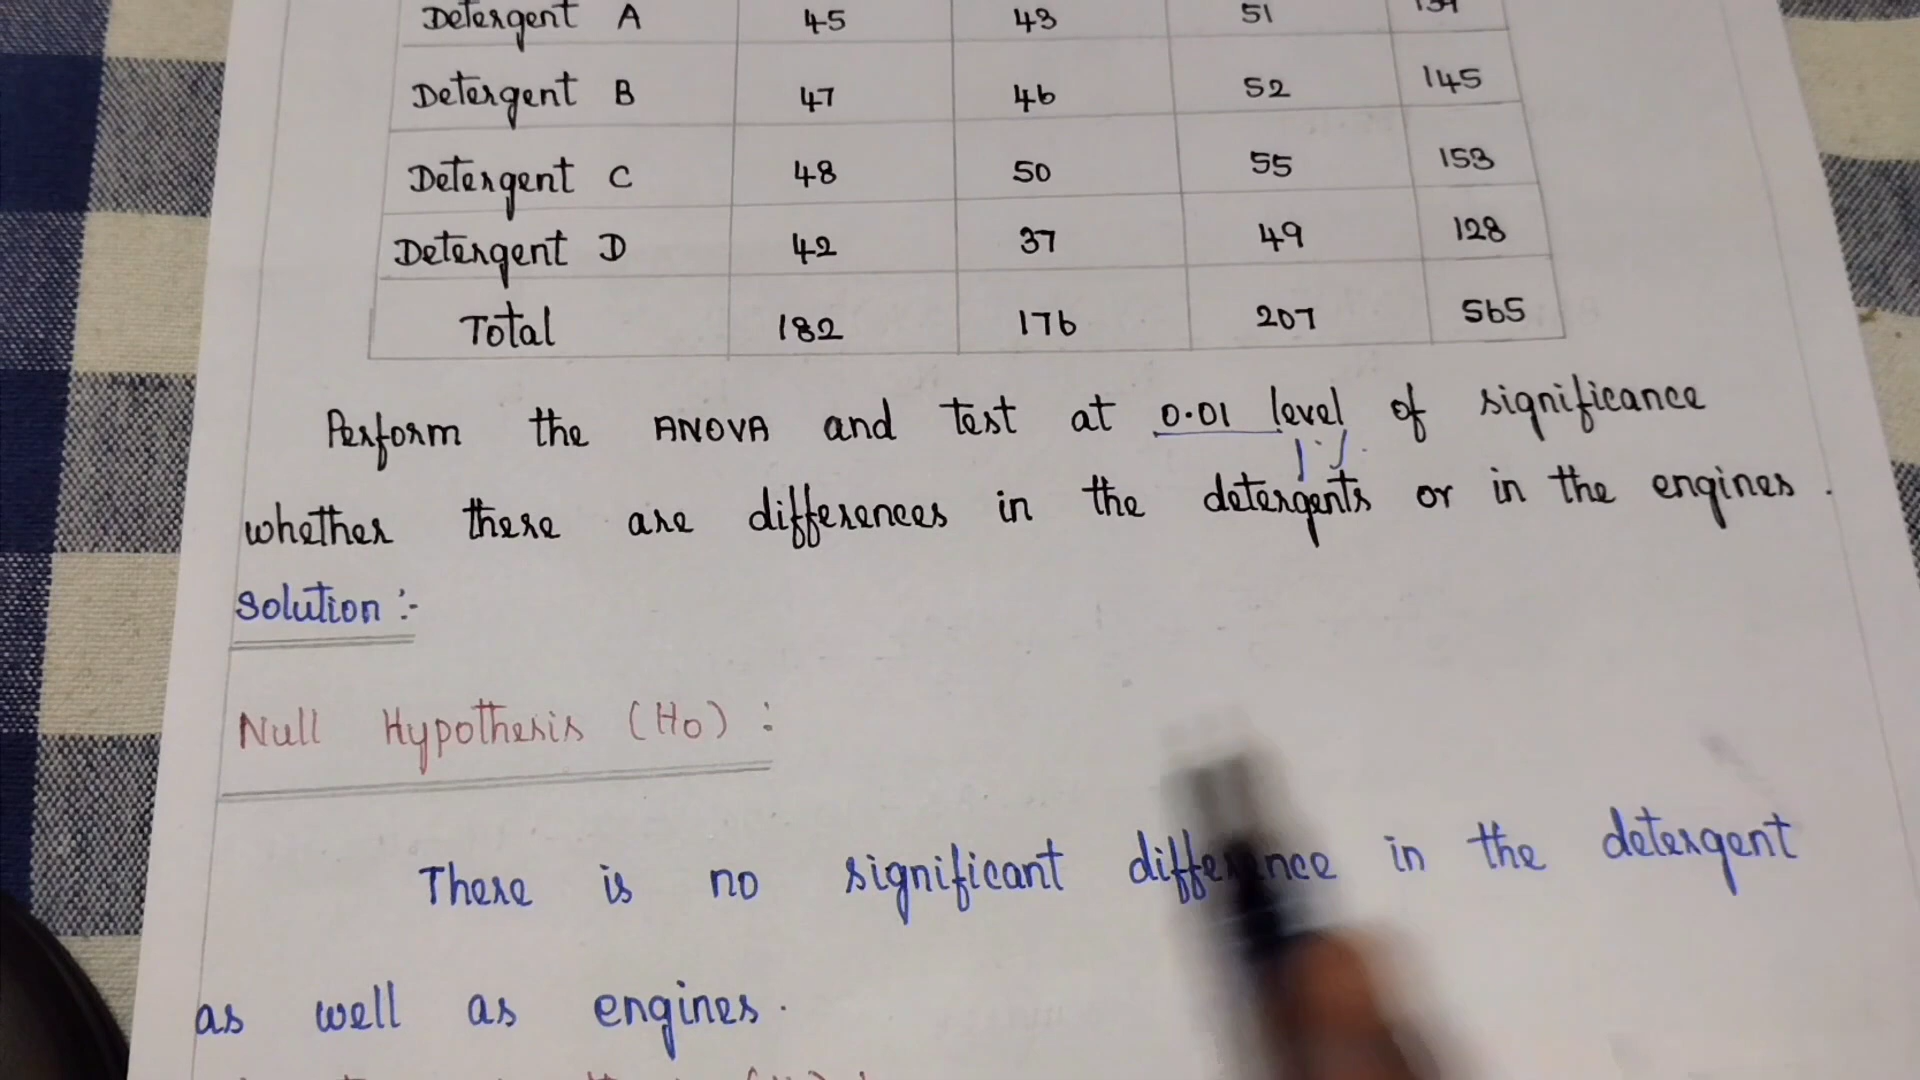 Detergent A 45 43 51 139
Detergent B 47 46 52 145
Detergent C 48 50 55 153
Detergent D 42 37 49 128
Total 182 176 207 565
Perform the ANOVA and test at 0.01 level of significance
1%.
whether there are differences in the detergents or in the engines.
Solution :-
Null Hypothesis (H0) :
There is no significant difference in the detergent
as well as engines.